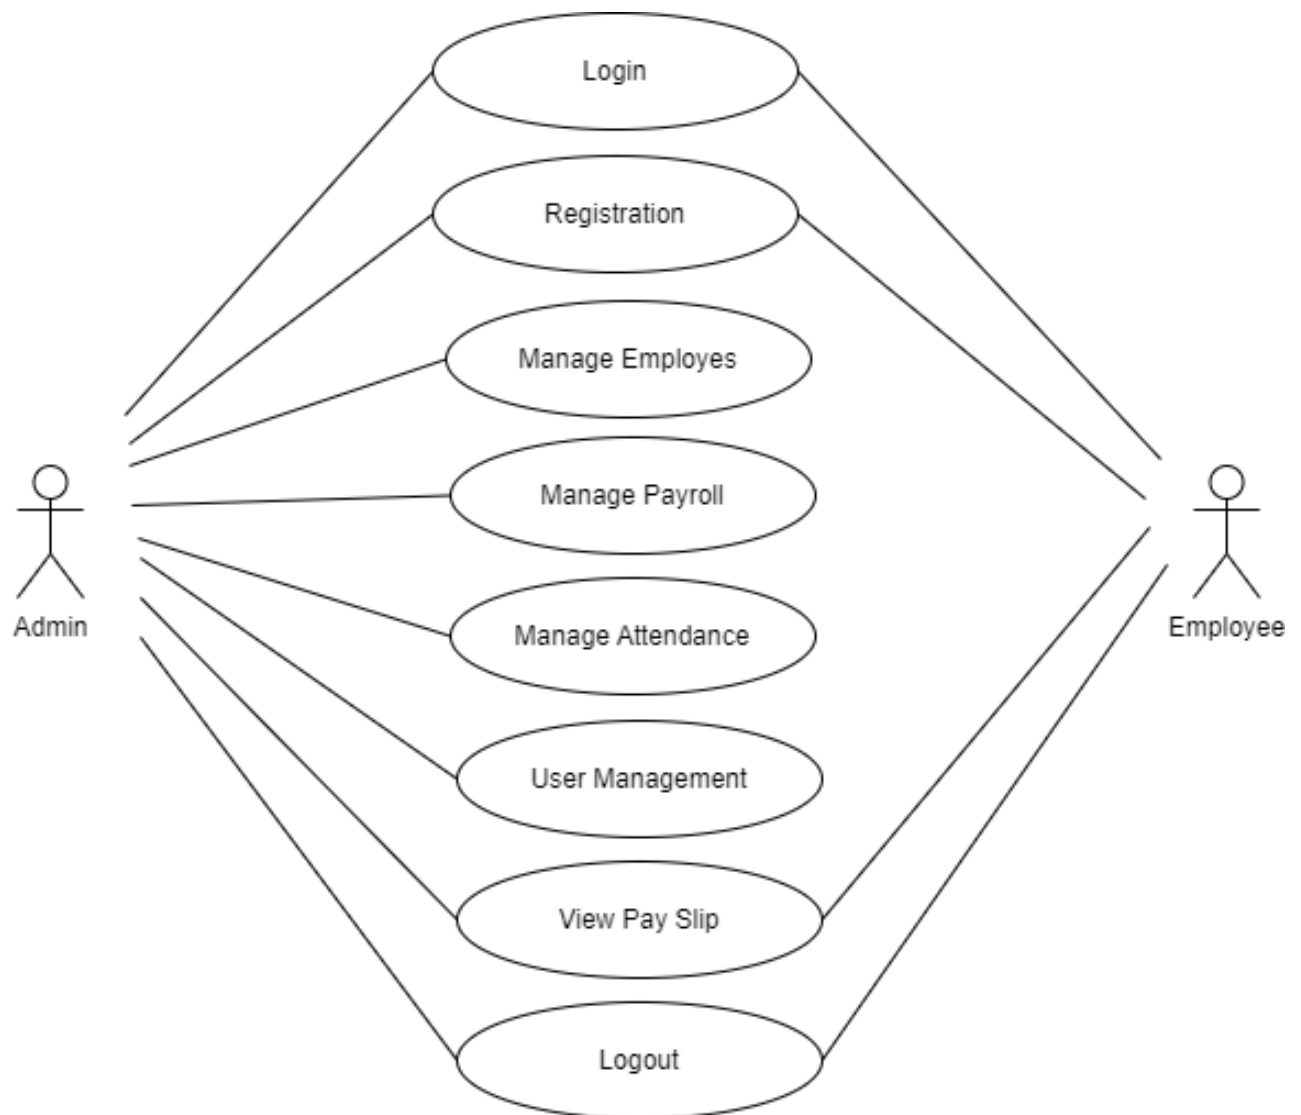 Login
Registration
Manage Employes
Manage Payroll
Manage Attendance
Admin
Employee
User Management
View Pay Slip
Logout